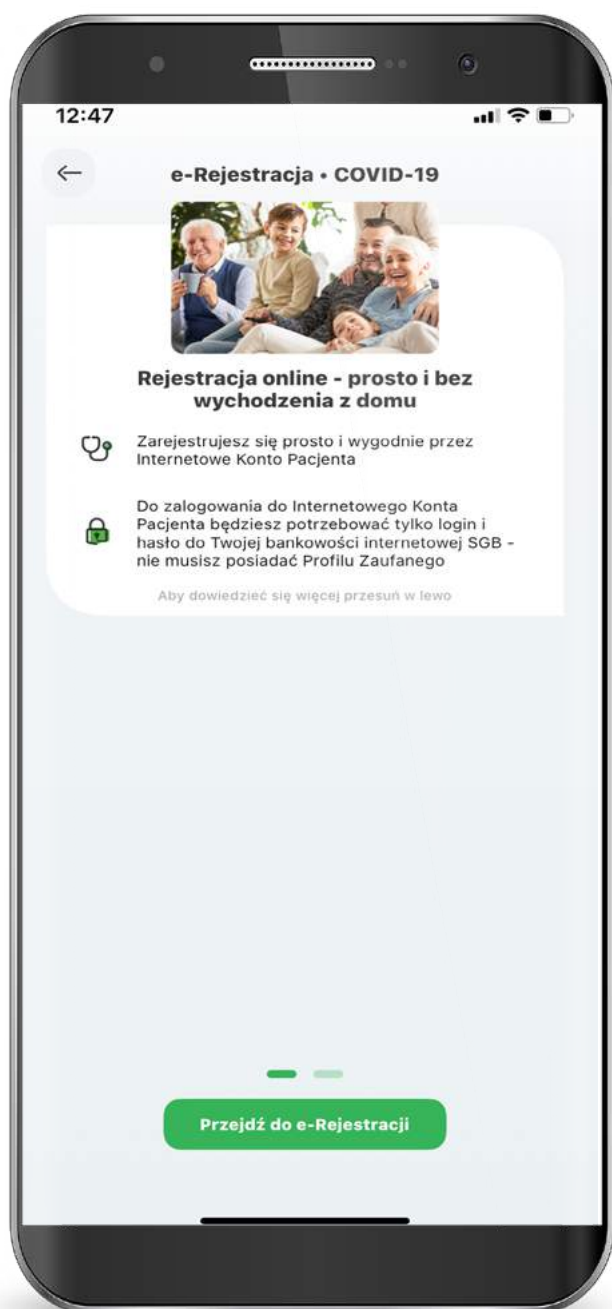 12:47
e-Rejestracja • COVID-19
Rejestracja online - prosto i bez
wychodzenia z domu
Zarejestrujesz się prosto i wygodnie przez
Internetowe Konto Pacjenta
Do zalogowania do Internetowego Konta
Pacjenta będziesz potrzebować tylko login i
hasło do Twojej bankowości internetowej SGB -
nie musisz posiadać Profilu Zaufanego
Aby dowiedzieć się więcej przesuń w lewo
Przejdź do e-Rejestracji